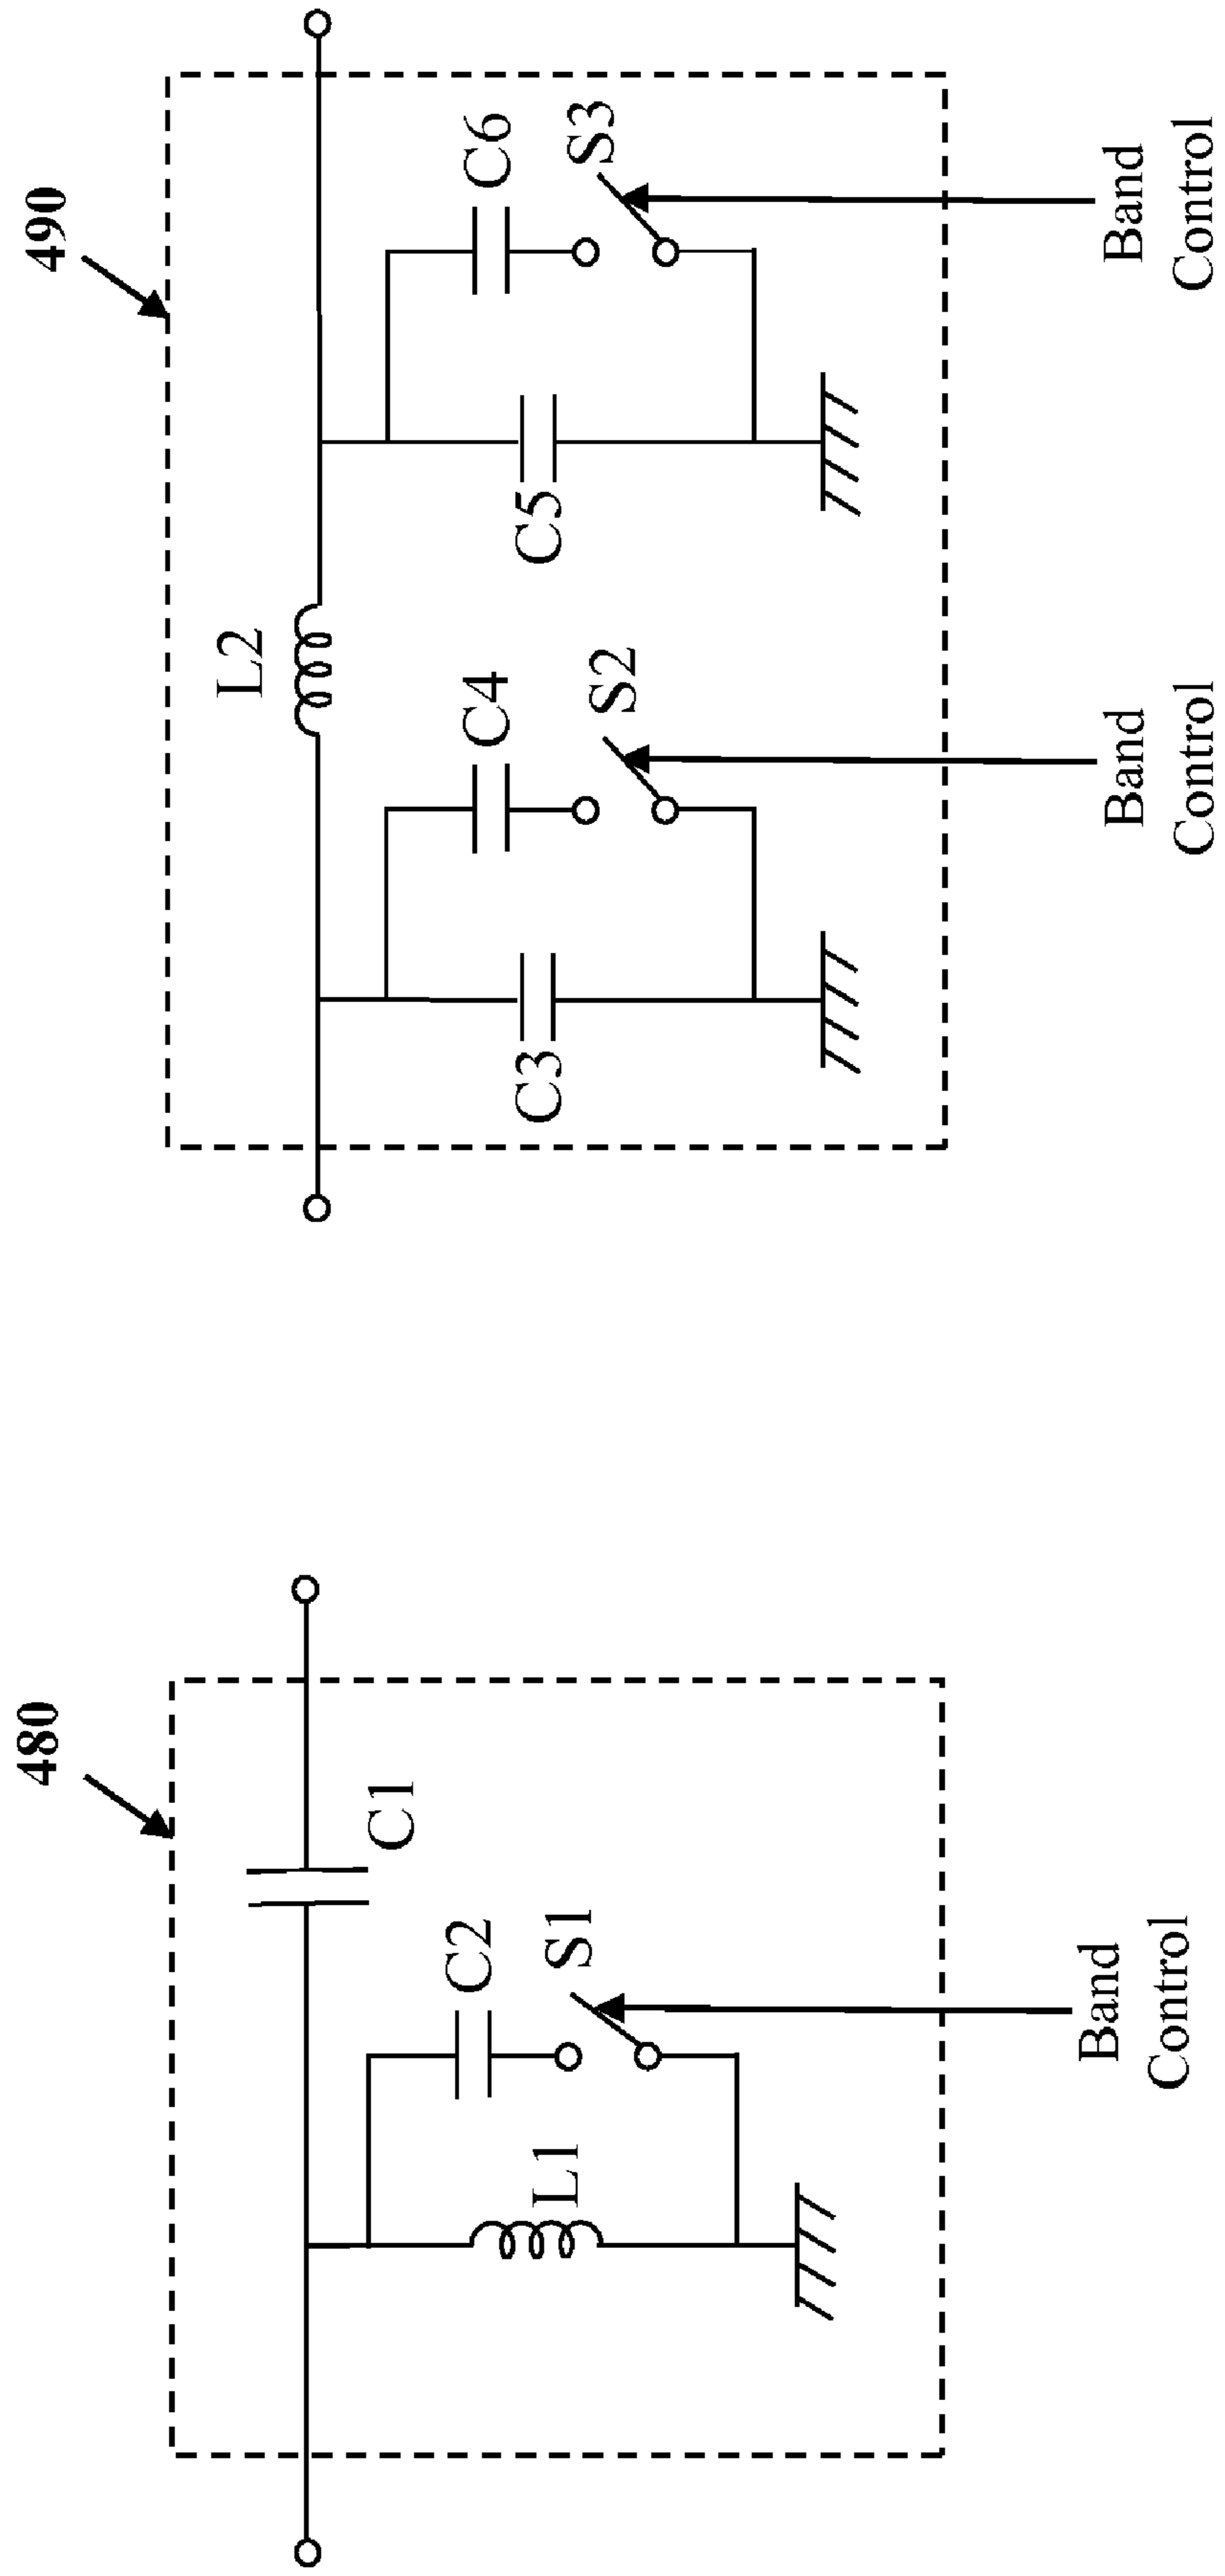 480
C1
C2
S1
L1
Band
Control
490
L2
C6
S3
C5
C4
S2
C3
Band
Control
Band
Control